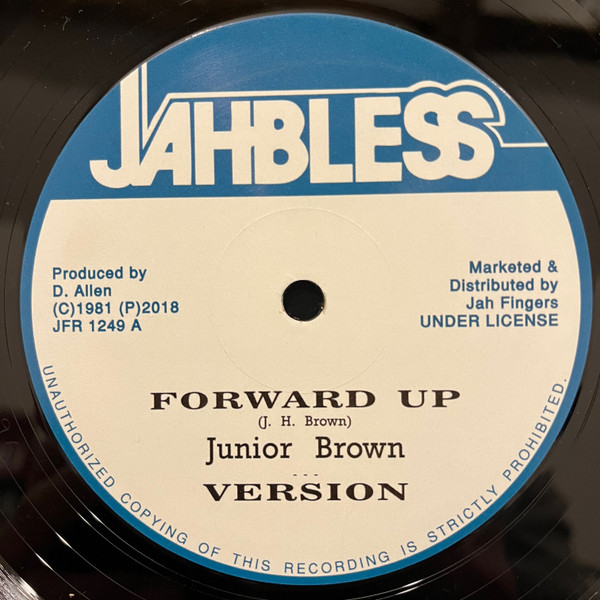 JAHBLESS
Produced by
D. Allen
(C)1981 (P)2018
JFR 1249 A
Marketed &
Distributed by
Jah Fingers
UNDER LICENSE
FORWARD UP
(J. H. Brown)
Junior Brown
...
VERSION
UNAUTHORIZED COPYING OF THIS RECORDING IS STRICTLY PROHIBITED.